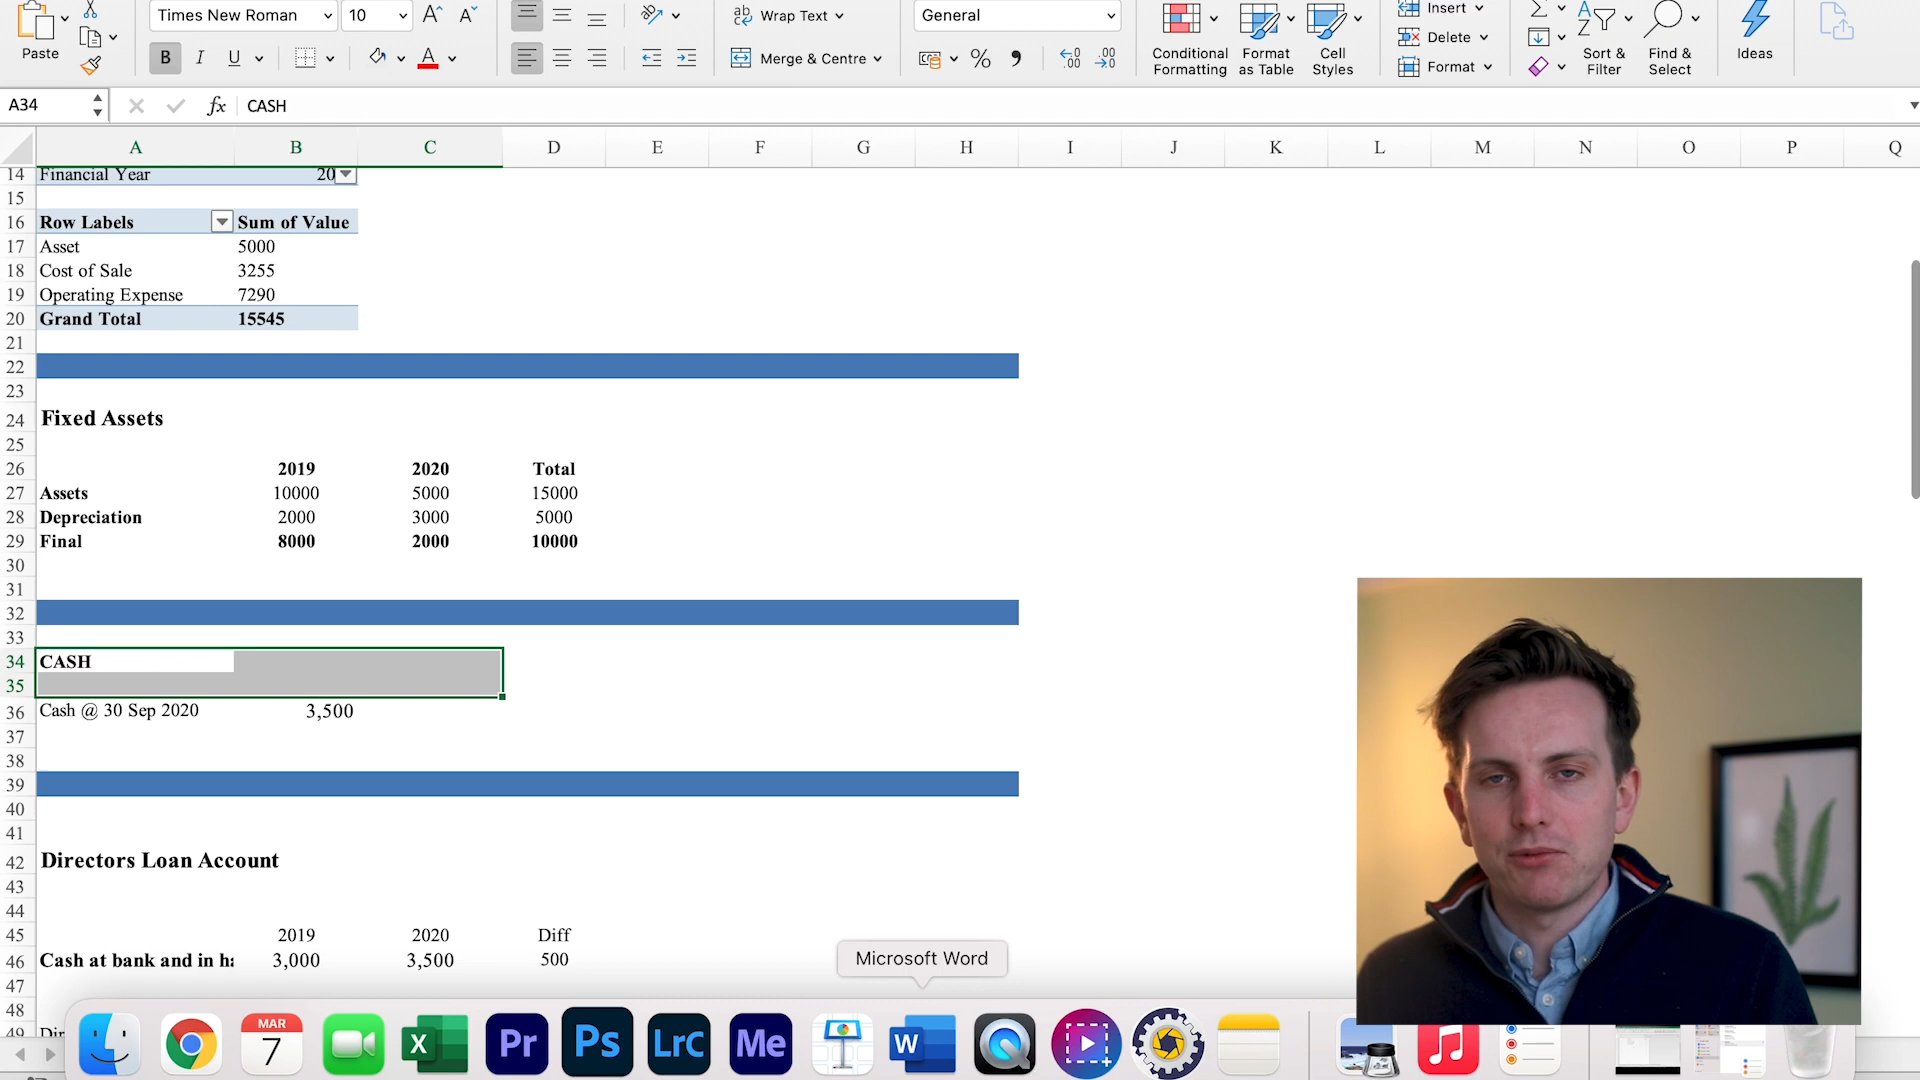 Times New Roman 10 Wrap Text General Insert
Paste B I U Merge & Centre % Conditional Formatting Format as Table Cell Styles Delete Format Sort & Filter Find & Select Ideas
A34 fx CASH
A B C D E F G H I J K L M N O P Q
14 Financial Year 20
15
16 Row Labels Sum of Value
17 Asset 5000
18 Cost of Sale 3255
19 Operating Expense 7290
20 Grand Total 15545
21
22
23
24 Fixed Assets
25
26 2019 2020 Total
27 Assets 10000 5000 15000
28 Depreciation 2000 3000 5000
29 Final 8000 2000 10000
30
31
32
33
34 CASH
35
36 Cash @ 30 Sep 2020 3,500
37
38
39
40
41
42 Directors Loan Account
43
44
45 2019 2020 Diff
46 Cash at bank and in ha 3,000 3,500 500
47
48
49
Microsoft Word
MAR
7 X Pr Ps LrC Me W